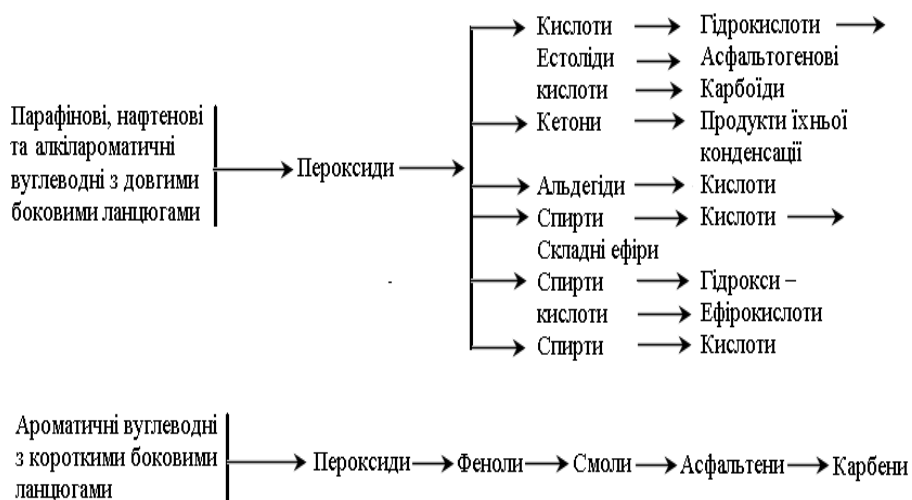 Кислоти → Гідрокислоти →
Естоліди → Асфальтогенові
кислоти → Карбоїди
Парафінові, нафтенові
та алкілароматичні
вуглеводні з довгими
боковими ланцюгами
→ Пероксиди →
Кетони → Продукти їхньої
конденсації
Альдегіди → Кислоти
Спирти → Кислоти →
Складні ефіри
Спирти → Гідрокси –
кислоти → Ефірокислоти
Спирти → Кислоти
Ароматичні вуглеводні
з короткими боковими
ланцюгами
→ Пероксиди → Феноли → Смоли → Асфальтени → Карбени